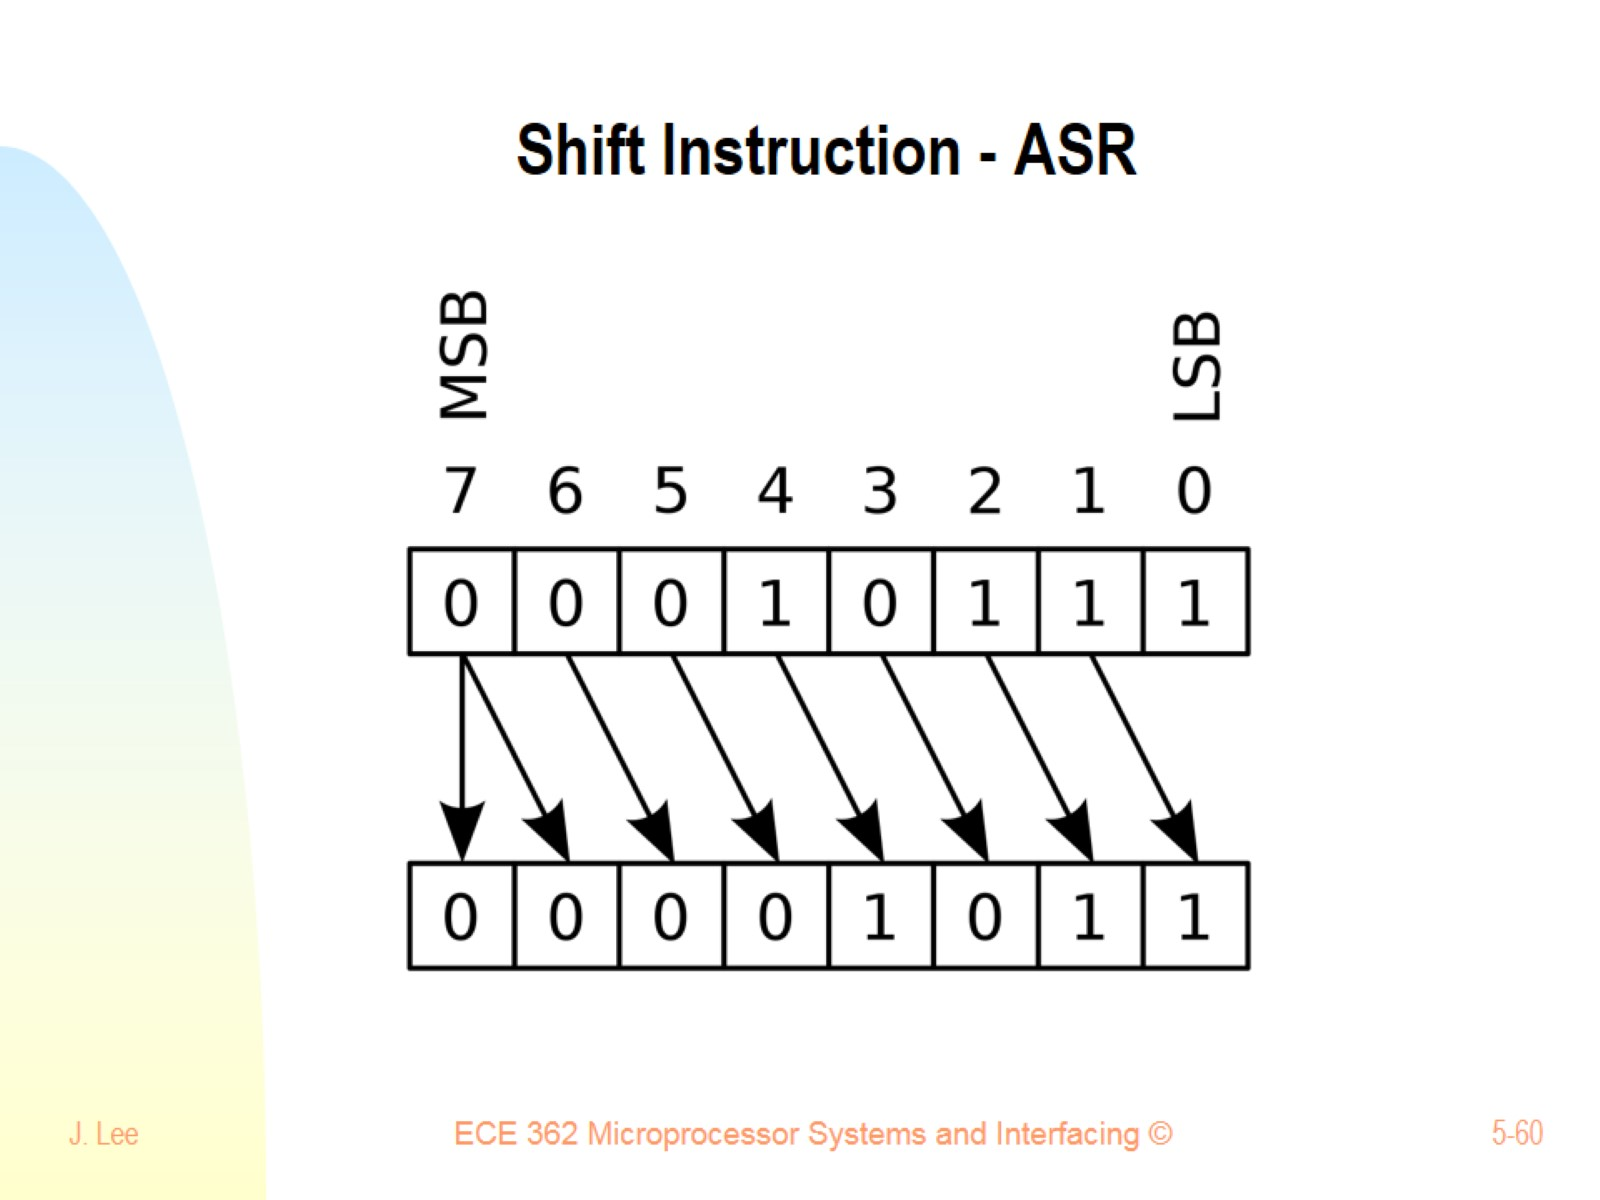 Shift Instruction - ASR
MSB
LSB
7 6 5 4 3 2 1 0
0 0 0 1 0 1 1 1
0 0 0 0 1 0 1 1
J. Lee
ECE 362 Microprocessor Systems and Interfacing ©
5-60